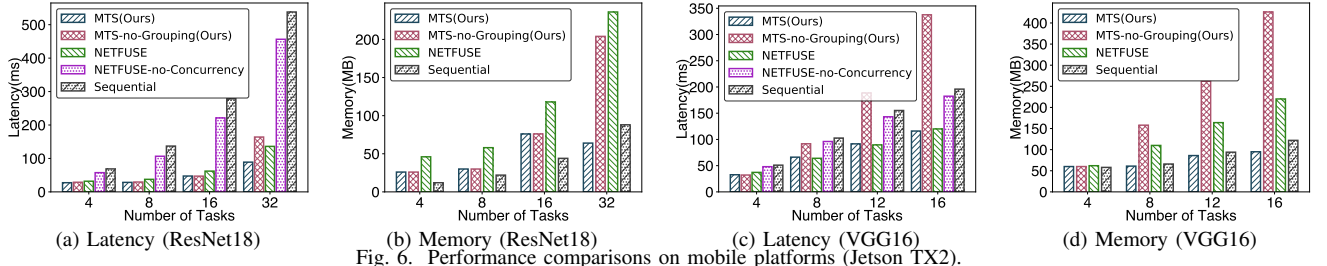 Latency(ms)
500
400
300
200
100
0
MTS(Ours)
MTS-no-Grouping(Ours)
NETFUSE
NETFUSE-no-Concurrency
Sequential
4 8 16 32
Number of Tasks
(a) Latency (ResNet18)
Memory(MB)
200
150
100
50
0
MTS(Ours)
MTS-no-Grouping(Ours)
NETFUSE
Sequential
4 8 16 32
Number of Tasks
(b) Memory (ResNet18)
Latency(ms)
350
300
250
200
150
100
50
0
MTS(Ours)
MTS-no-Grouping(Ours)
NETFUSE
NETFUSE-no-Concurrency
Sequential
4 8 12 16
Number of Tasks
(c) Latency (VGG16)
Memory(MB)
400
350
300
250
200
150
100
50
0
MTS(Ours)
MTS-no-Grouping(Ours)
NETFUSE
Sequential
4 8 12 16
Number of Tasks
(d) Memory (VGG16)
Fig. 6. Performance comparisons on mobile platforms (Jetson TX2).